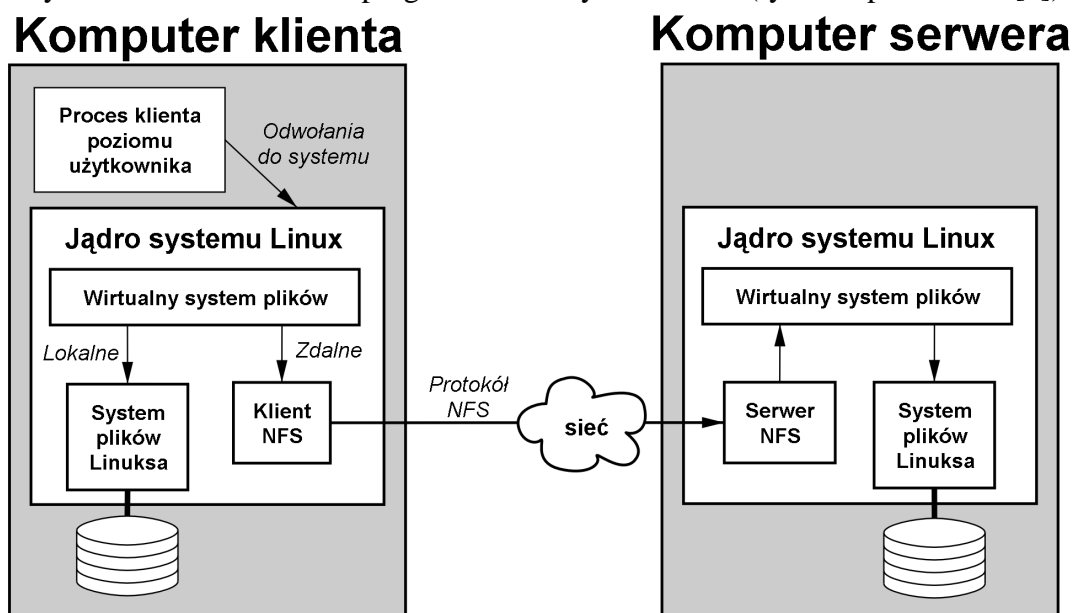 Komputer klienta
Komputer serwera
Proces klienta
poziomu
użytkownika
Odwołania
do systemu
Jądro systemu Linux
Wirtualny system plików
Lokalne
Zdalne
System
plików
Linuksa
Klient
NFS
Protokół
NFS
sieć
Jądro systemu Linux
Wirtualny system plików
Serwer
NFS
System
plików
Linuksa